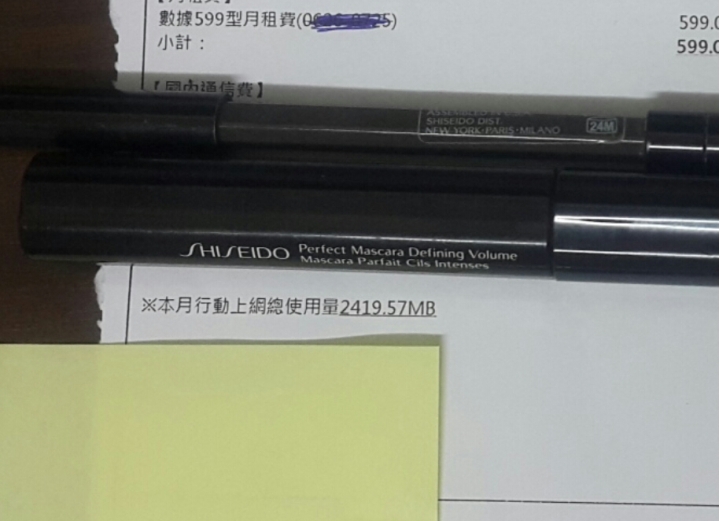 數據599型月租費
599.0
小計：
599.0
【國內通信費】
SHISEIDO DIST.
NEW YORK·PARIS·MILANO
24M
SHISEIDO Perfect Mascara Defining Volume
Mascara Parfait Cils Intenses
※本月行動上網總使用量2419.57MB